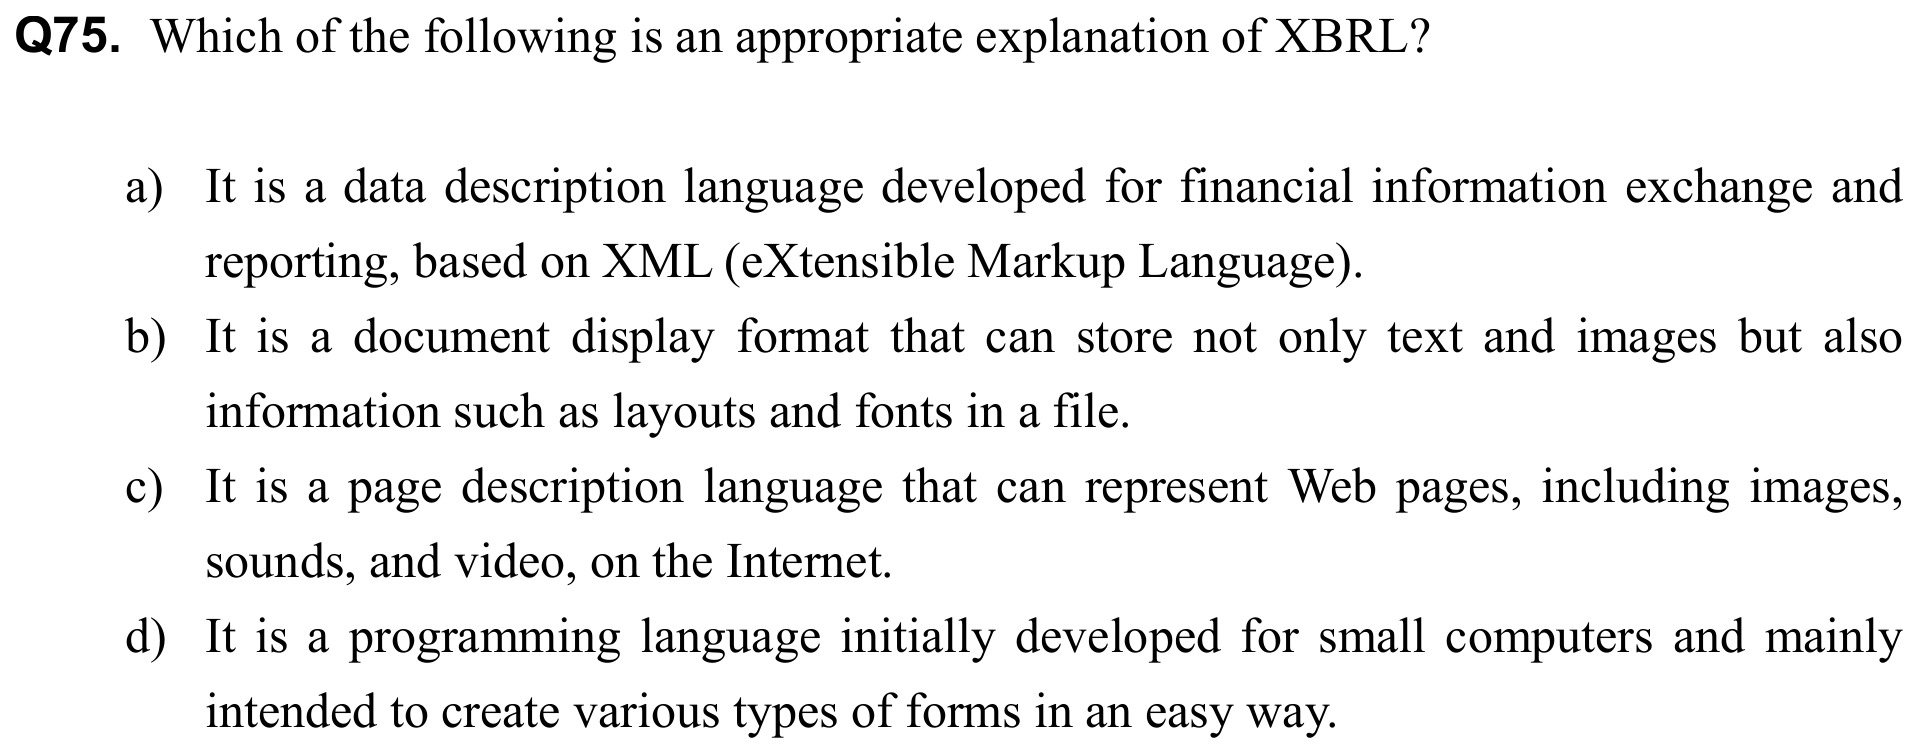 Q75. Which of the following is an appropriate explanation of XBRL?
a) It is a data description language developed for financial information exchange and
reporting, based on XML (eXtensible Markup Language).
b) It is a document display format that can store not only text and images but also
information such as layouts and fonts in a file.
c) It is a page description language that can represent Web pages, including images,
sounds, and video, on the Internet.
d) It is a programming language initially developed for small computers and mainly
intended to create various types of forms in an easy way.